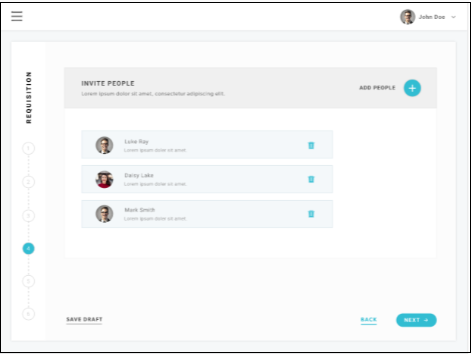 John Doe
REQUISITION
INVITE PEOPLE
Lorem ipsum dolor sit amet, consectetur adipiscing elit.
ADD PEOPLE
1
Luke Ray
Lorem ipsum dolor sit amet.
2
Daisy Lake
Lorem ipsum dolor sit amet.
3
Mark Smith
Lorem ipsum dolor sit amet.
4
5
6
SAVE DRAFT
BACK
NEXT →